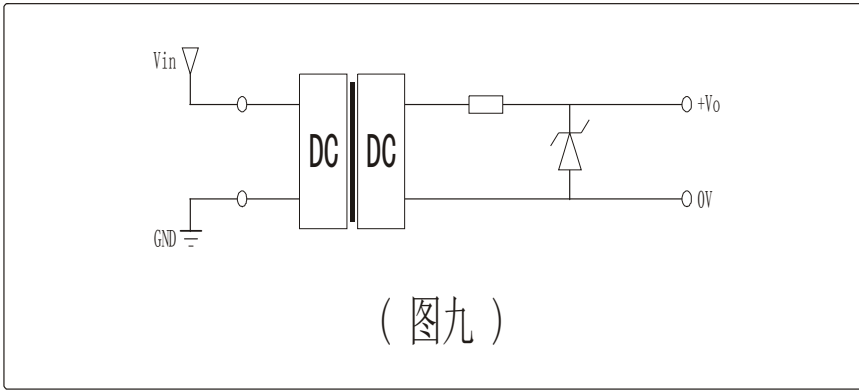 Vin
+Vo
DC DC
0V
GND
(图九)